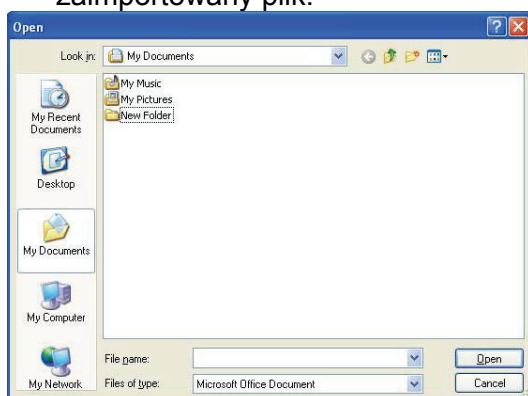 zaimportowany plik.
Open
Look in: My Documents
My Music
My Pictures
New Folder
My Recent
Documents
Desktop
My Documents
My Computer
My Network
File name:
Open
Files of type: Microsoft Office Document
Cancel